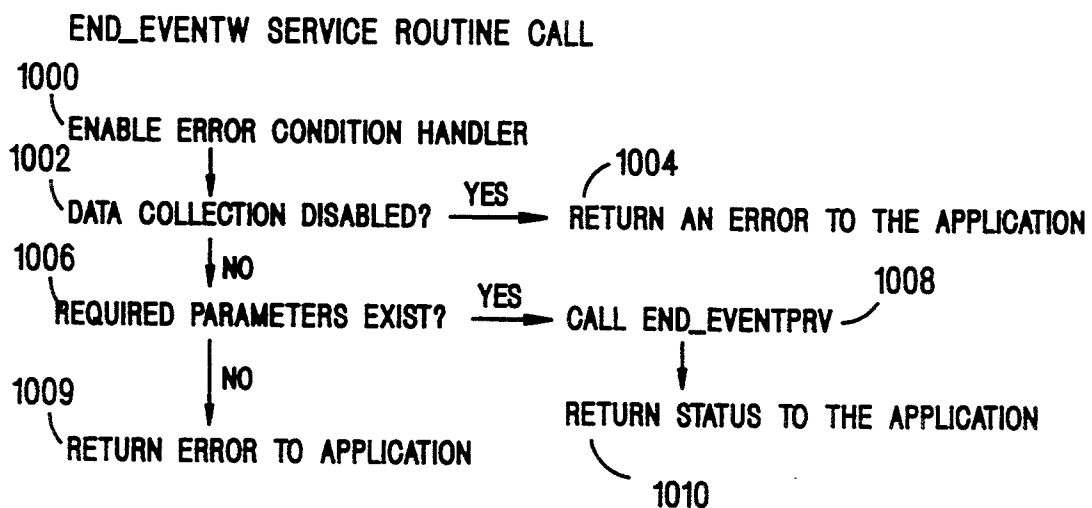 END_EVENTW SERVICE ROUTINE CALL
1000
ENABLE ERROR CONDITION HANDLER
1002
DATA COLLECTION DISABLED?
YES
1004
RETURN AN ERROR TO THE APPLICATION
NO
1006
REQUIRED PARAMETERS EXIST?
YES
CALL END_EVENTPRV
1008
NO
1009
RETURN ERROR TO APPLICATION
RETURN STATUS TO THE APPLICATION
1010